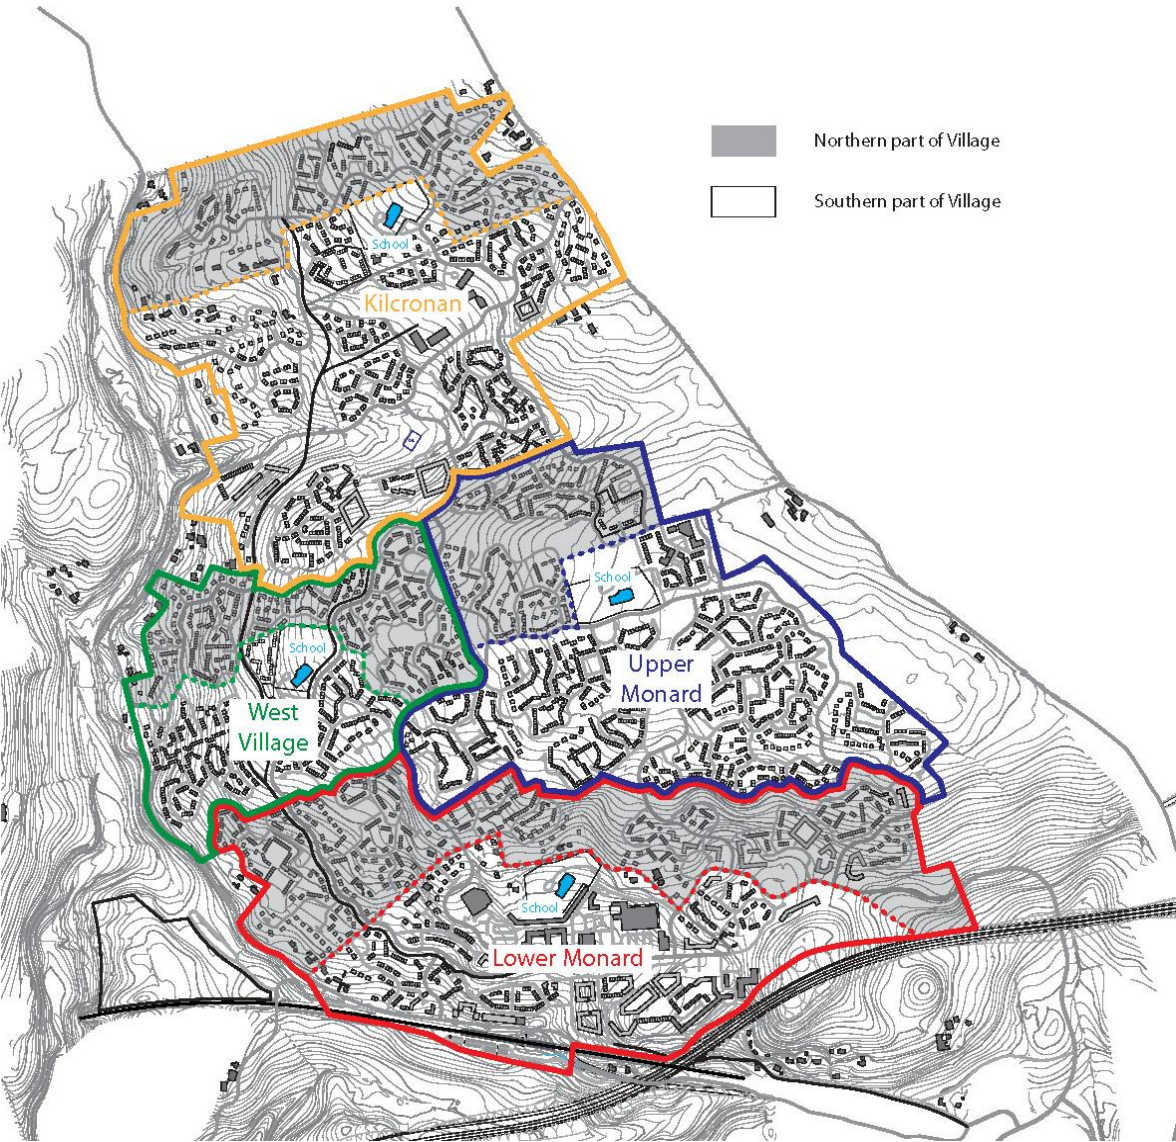 Northern part of Village
Southern part of Village
School
Kilcronan
School
Upper
Monard
School
West
Village
School
Lower Monard